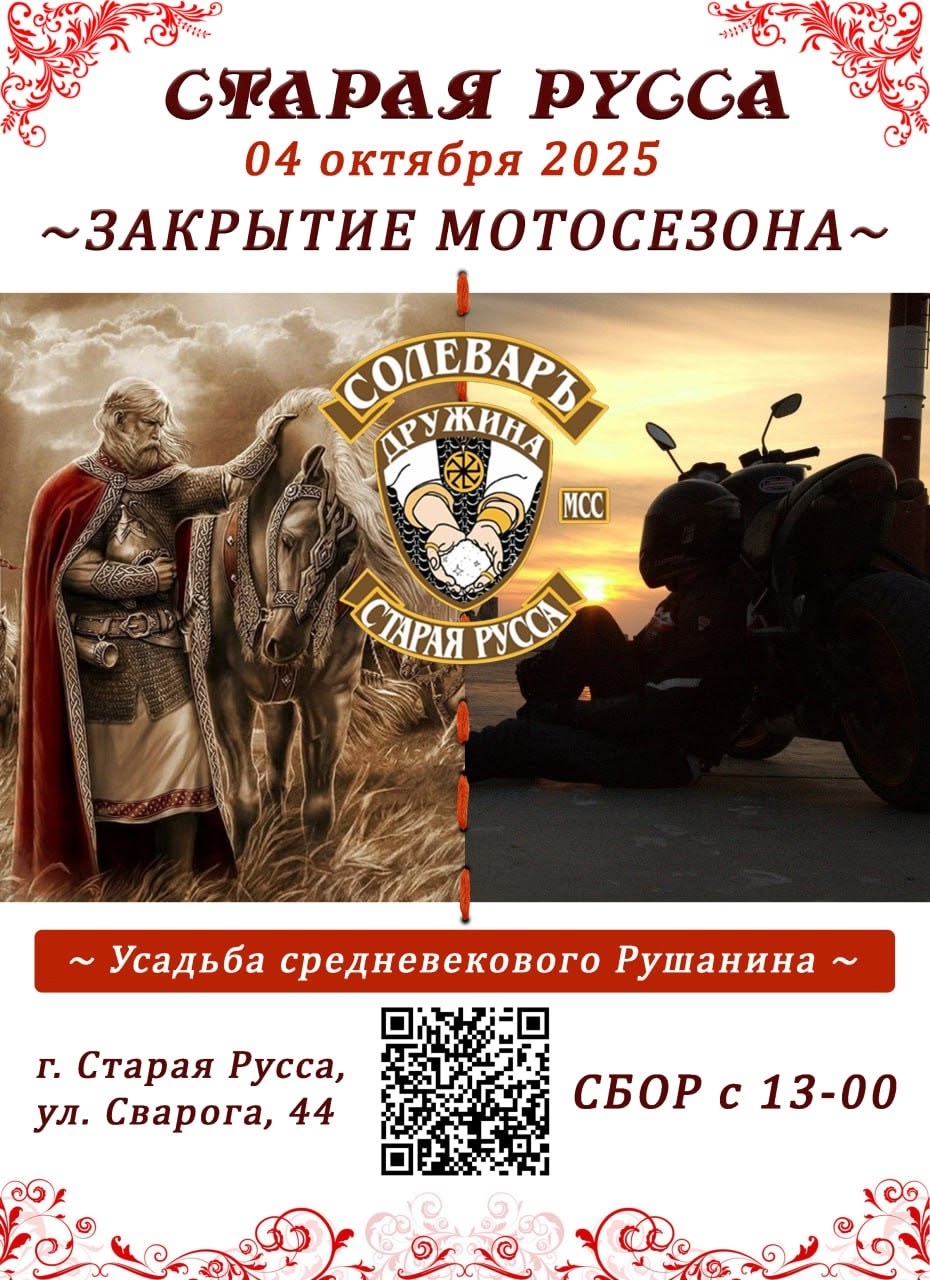 СТАРАЯ РУССА
04 октября 2025
~ЗАКРЫТИЕ МОТОСЕЗОНА~
СОЛЕВАРЪ
ДРУЖИНА
МСС
СТАРАЯ РУССА
~ Усадьба средневекового Рушанина ~
г. Старая Русса,
ул. Сварога, 44
СБОР с 13-00